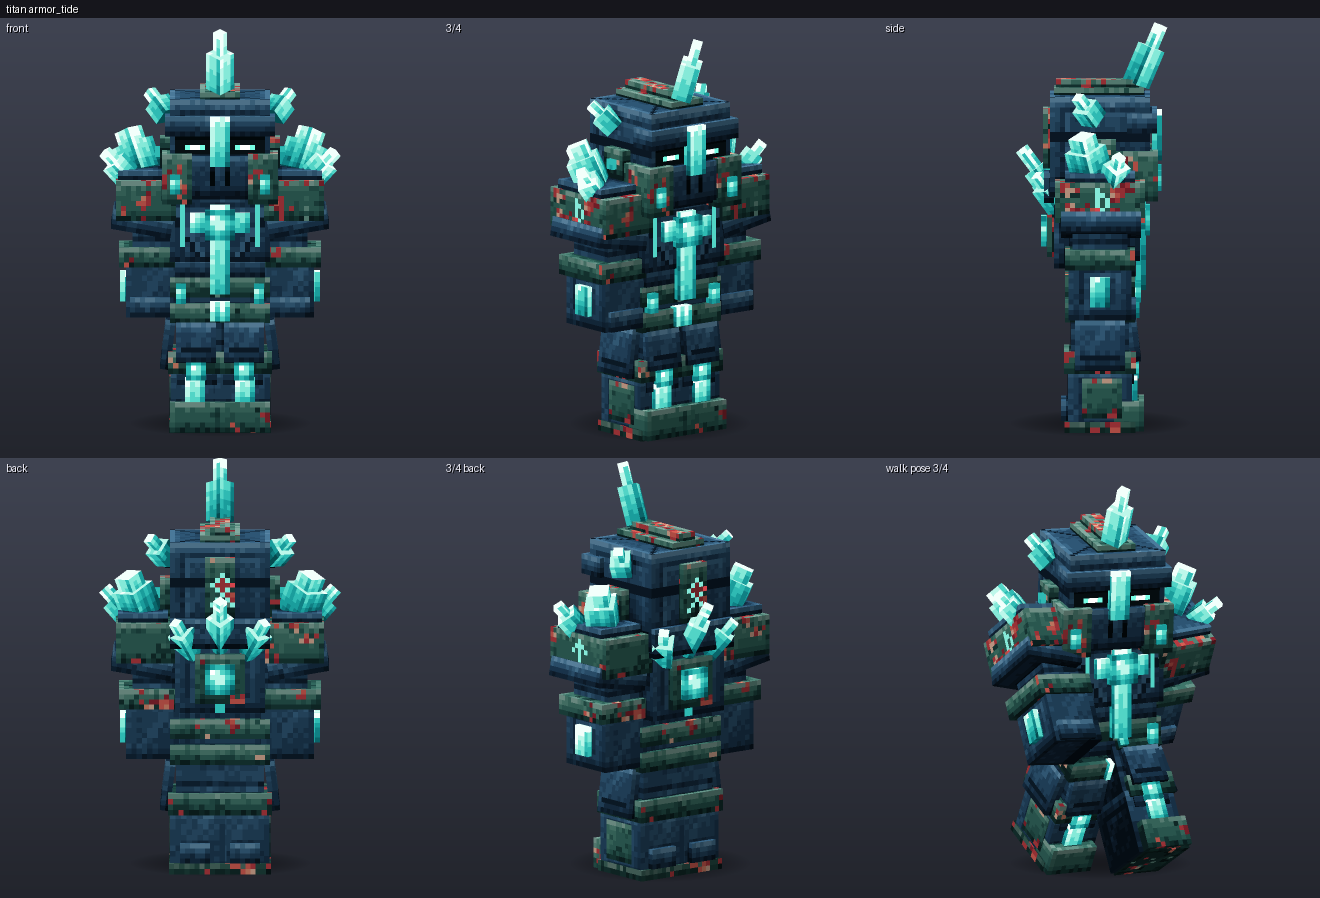 titan armor_tide
front
3/4
side
back
3/4 back
walk pose 3/4